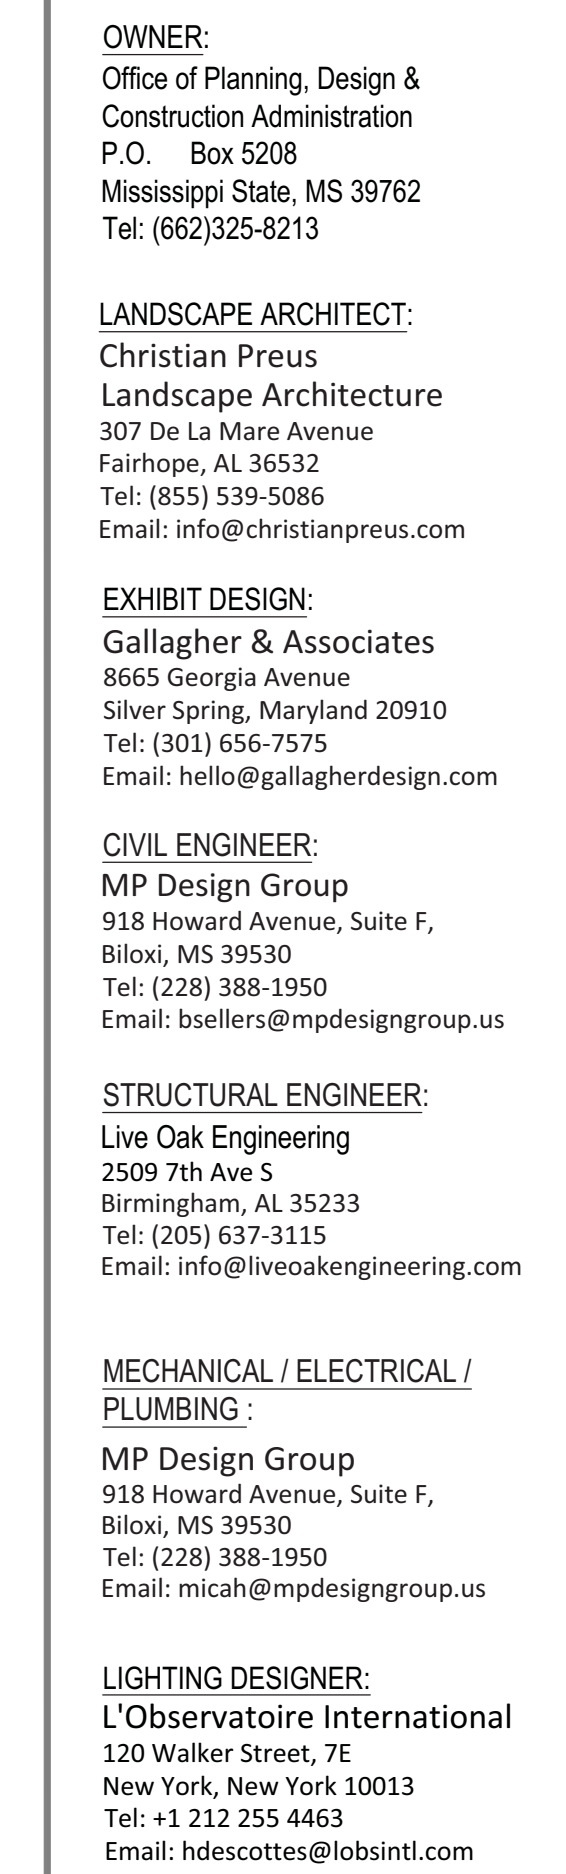 OWNER:
Office of Planning, Design &
Construction Administration
P.O. Box 5208
Mississippi State, MS 39762
Tel: (662)325-8213
LANDSCAPE ARCHITECT:
Christian Preus
Landscape Architecture
307 De La Mare Avenue
Fairhope, AL 36532
Tel: (855) 539-5086
Email: info@christianpreus.com
EXHIBIT DESIGN:
Gallagher & Associates
8665 Georgia Avenue
Silver Spring, Maryland 20910
Tel: (301) 656-7575
Email: hello@gallagherdesign.com
CIVIL ENGINEER:
MP Design Group
918 Howard Avenue, Suite F,
Biloxi, MS 39530
Tel: (228) 388-1950
Email: bsellers@mpdesigngroup.us
STRUCTURAL ENGINEER:
Live Oak Engineering
2509 7th Ave S
Birmingham, AL 35233
Tel: (205) 637-3115
Email: info@liveoakengineering.com
MECHANICAL / ELECTRICAL /
PLUMBING :
MP Design Group
918 Howard Avenue, Suite F,
Biloxi, MS 39530
Tel: (228) 388-1950
Email: micah@mpdesigngroup.us
LIGHTING DESIGNER:
L'Observatoire International
120 Walker Street, 7E
New York, New York 10013
Tel: +1 212 255 4463
Email: hdescottes@lobsintl.com